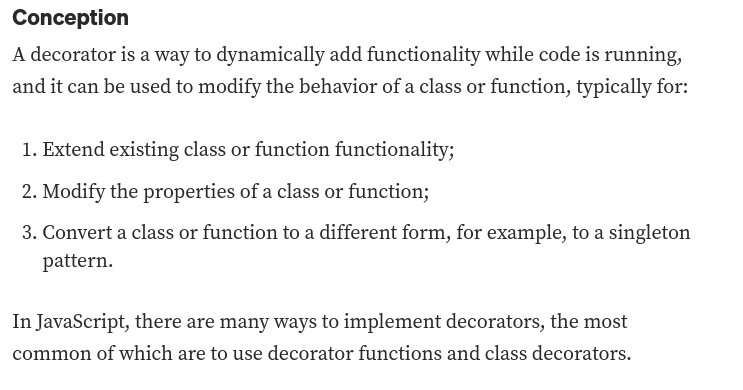 Conception
A decorator is a way to dynamically add functionality while code is running,
and it can be used to modify the behavior of a class or function, typically for:
1. Extend existing class or function functionality;
2. Modify the properties of a class or function;
3. Convert a class or function to a different form, for example, to a singleton
pattern.
In JavaScript, there are many ways to implement decorators, the most
common of which are to use decorator functions and class decorators.